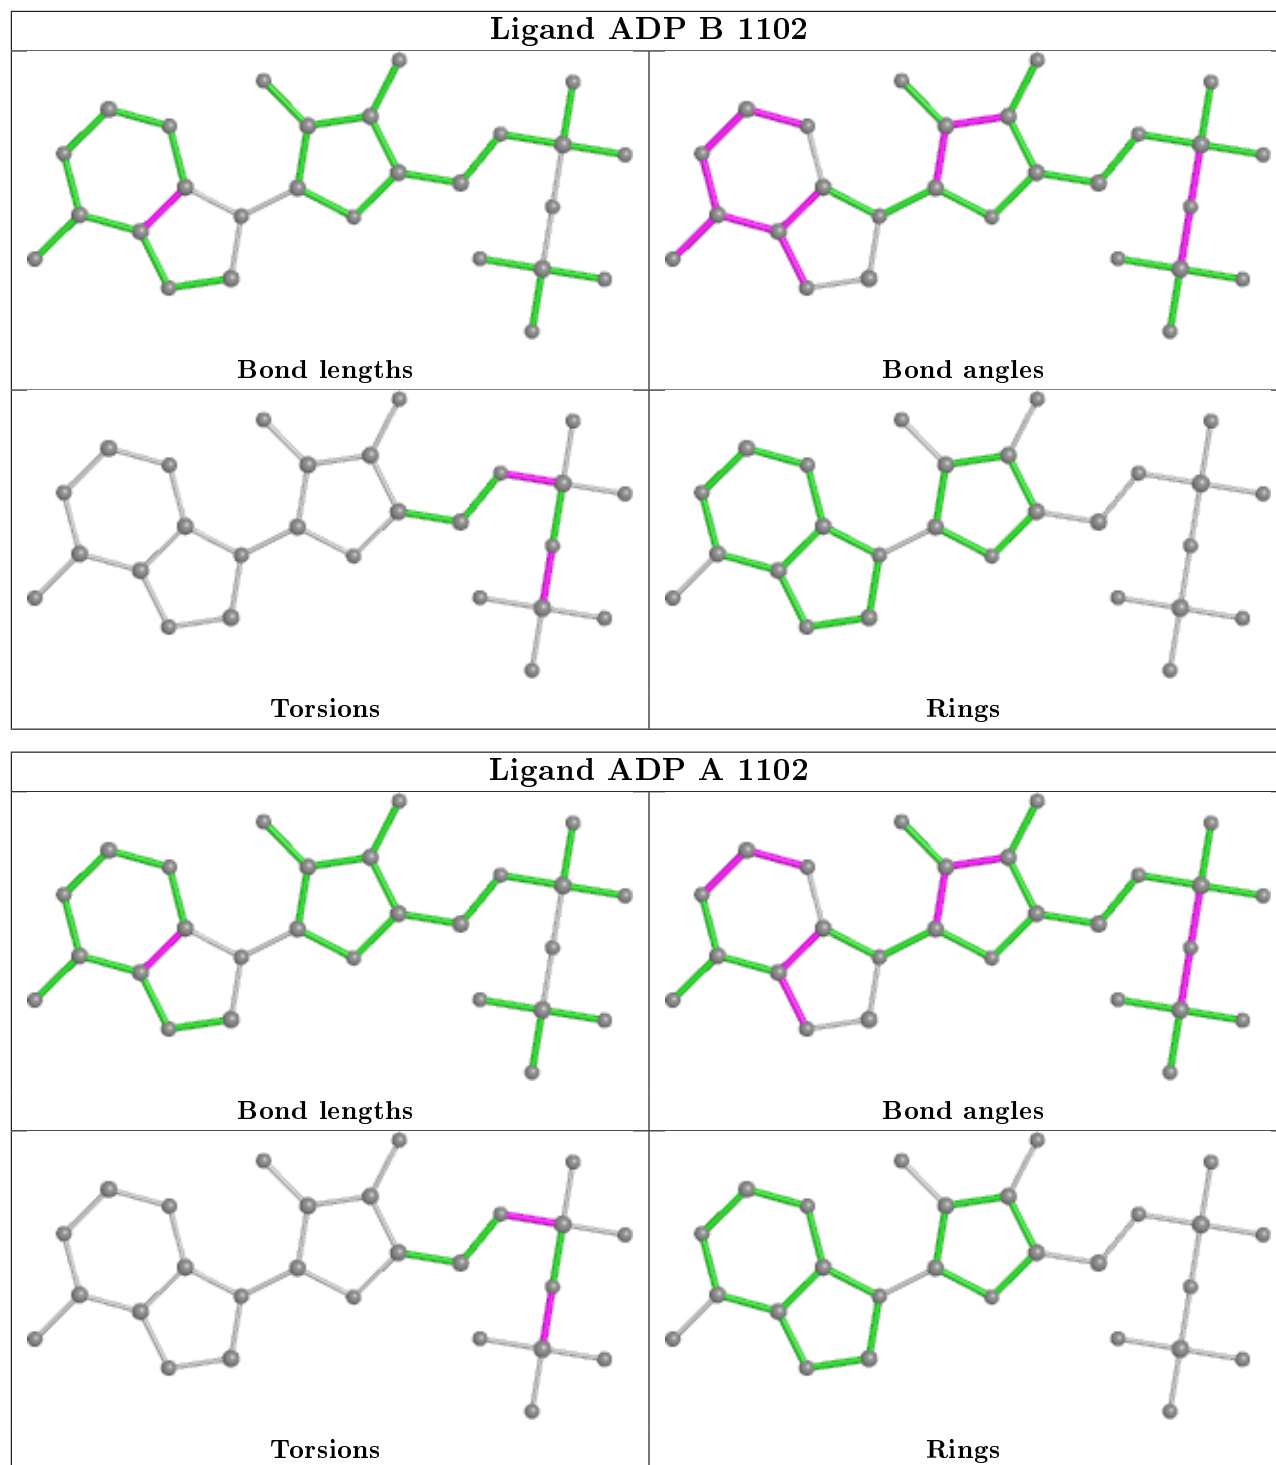 Ligand ADP B 1102
Bond lengths
Bond angles
Torsions
Rings
Ligand ADP A 1102
Bond lengths
Bond angles
Torsions
Rings